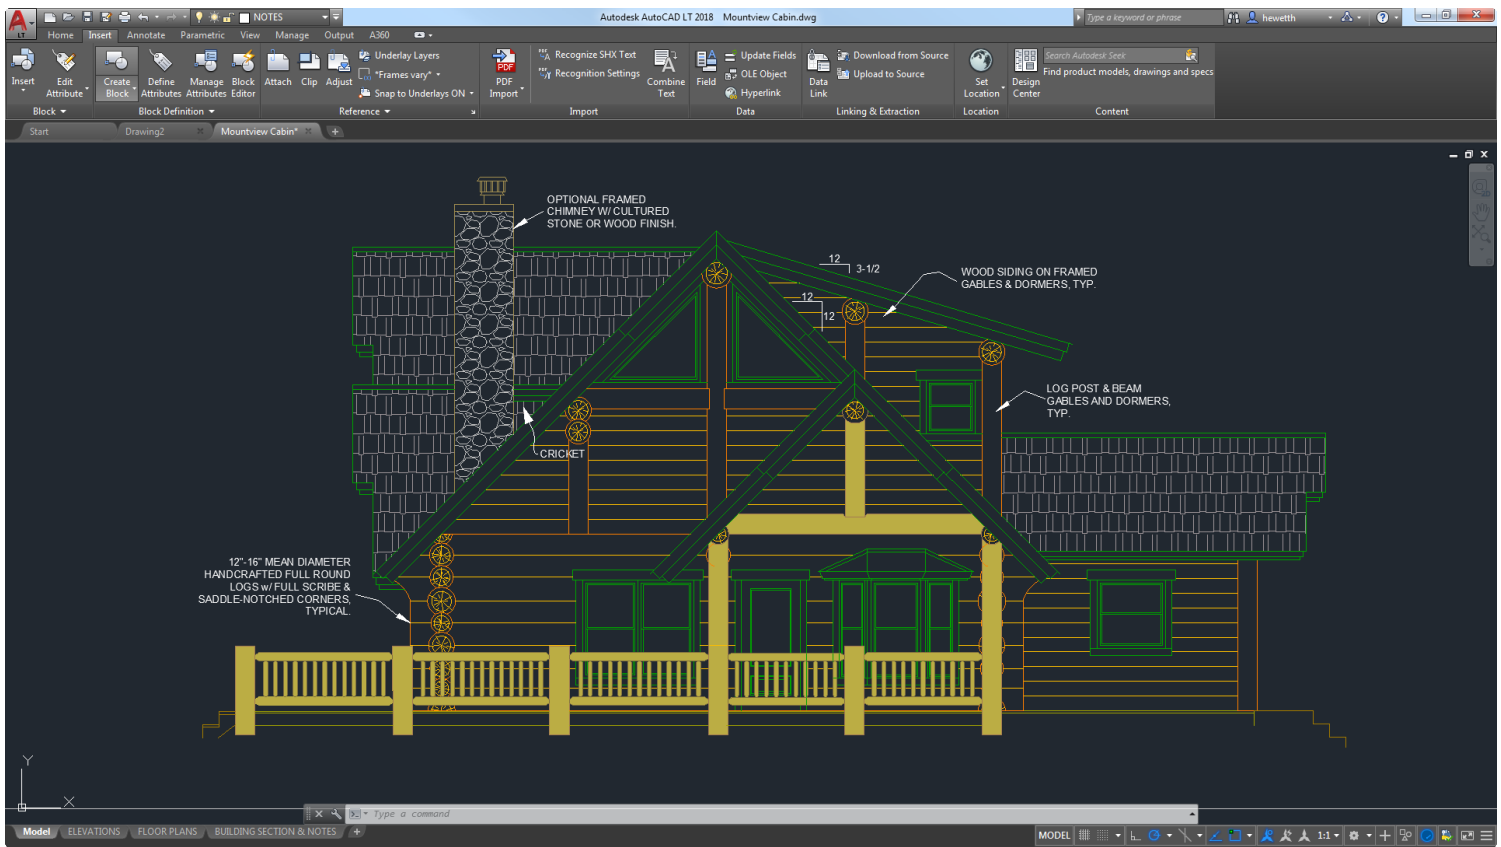 NOTES
Autodesk AutoCAD LT 2018 Mountview Cabin.dwg
Type a keyword or phrase
hewetth
LT
Home Insert Annotate Parametric View Manage Output A360
Insert
Edit
Attribute
Create
Block
Define
Attributes
Manage
Attributes
Block
Editor
Attach
Clip
Adjust
Underlay Layers
*Frames vary*
Snap to Underlays ON
PDF
PDF
Import
Recognize SHX Text
Recognition Settings
Combine
Text
Field
Update Fields
OLE Object
Hyperlink
Data
Link
Download from Source
Upload to Source
Set
Location
Design
Center
Search Autodesk Seek
Find product models, drawings and specs
Block Block Definition Reference Import Data Linking & Extraction Location Content
Start Drawing2 Mountview Cabin*
OPTIONAL FRAMED
CHIMNEY W/ CULTURED
STONE OR WOOD FINISH.
12
3-1/2
12
12
WOOD SIDING ON FRAMED
GABLES & DORMERS, TYP.
LOG POST & BEAM
GABLES AND DORMERS,
TYP.
CRICKET
12"-16" MEAN DIAMETER
HANDCRAFTED FULL ROUND
LOGS w/ FULL SCRIBE &
SADDLE-NOTCHED CORNERS,
TYPICAL.
Y
X
Type a command
Model ELEVATIONS FLOOR PLANS BUILDING SECTION & NOTES
MODEL 1:1